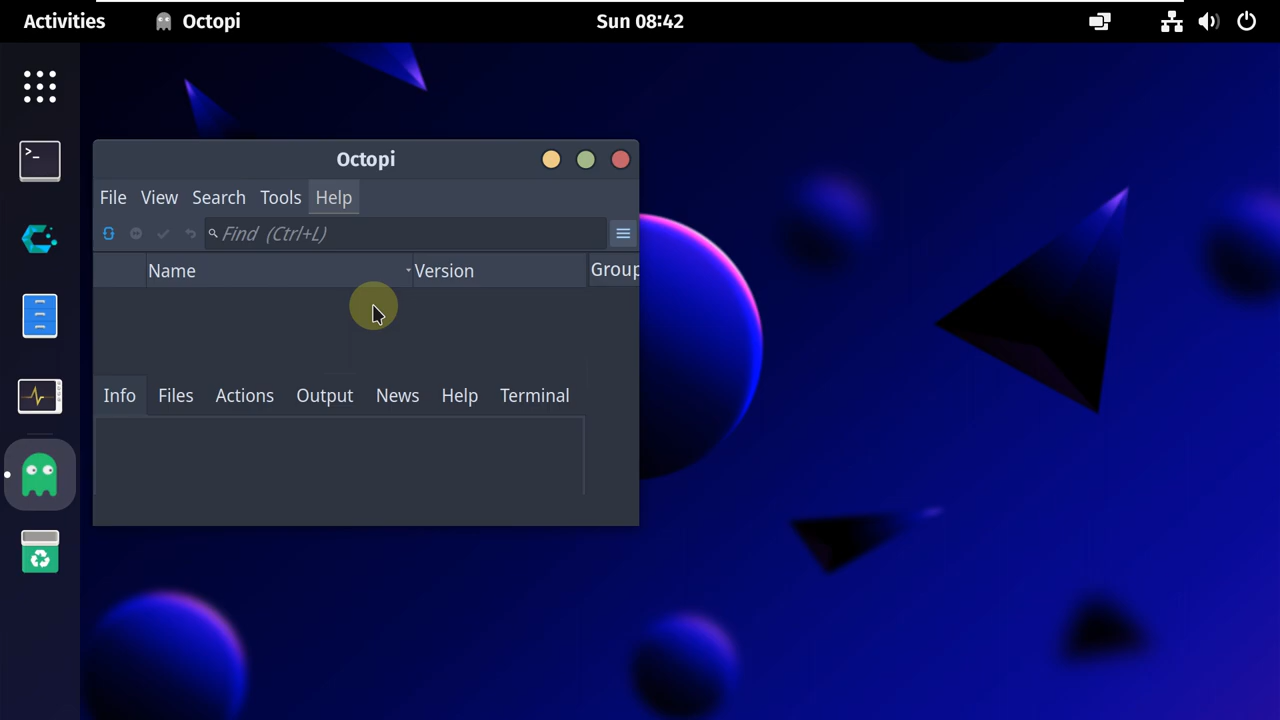 Activities Octopi Sun 08:42
Octopi
File View Search Tools Help
Find (Ctrl+L)
Name Version Group
Info Files Actions Output News Help Terminal